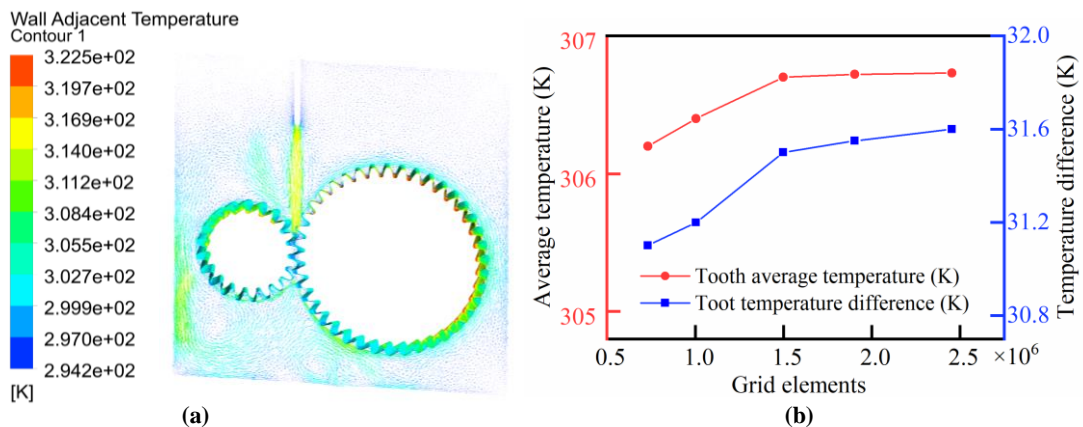 Wall Adjacent Temperature
Contour 1
3.225e+02
3.197e+02
3.169e+02
3.140e+02
3.112e+02
3.084e+02
3.055e+02
3.027e+02
2.999e+02
2.970e+02
2.942e+02
[K]
(a)
307
306
305
Average temperature (K)
32.0
31.6
31.2
30.8
Temperature difference (K)
Tooth average temperature (K)
Toot temperature difference (K)
0.5 1.0 1.5 2.0 2.5 ×10⁶
Grid elements
(b)